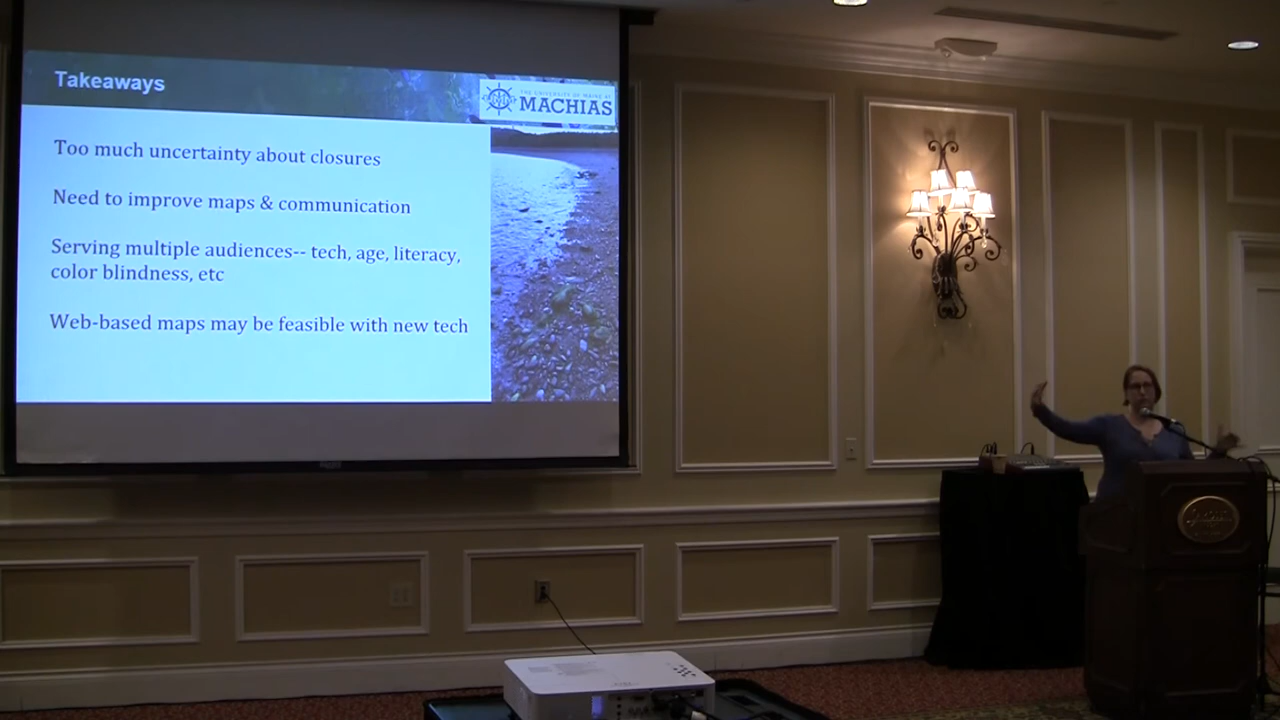 Takeaways
THE UNIVERSITY OF MAINE AT
MACHIAS
Too much uncertainty about closures
Need to improve maps & communication
Serving multiple audiences-- tech, age, literacy,
color blindness, etc
Web-based maps may be feasible with new tech